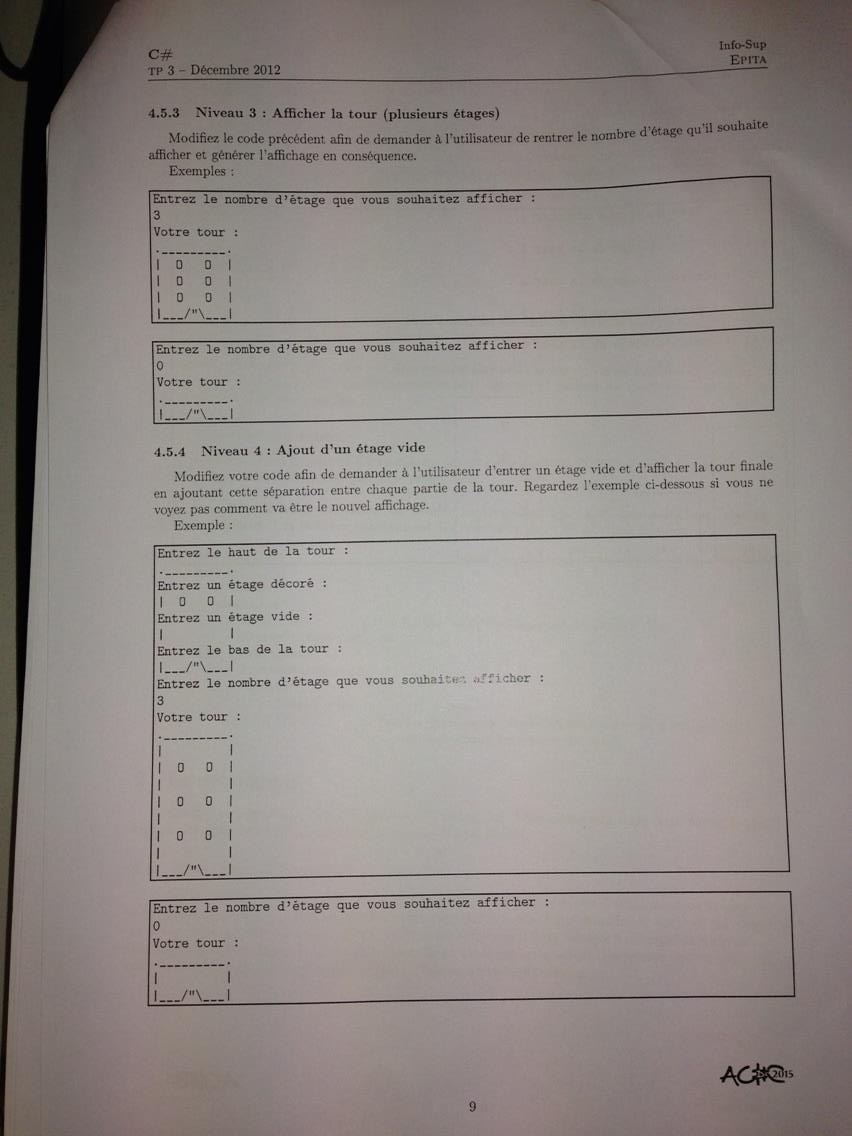 C#
Info-Sup
TP 3 – Décembre 2012
EPITA
4.5.3 Niveau 3 : Afficher la tour (plusieurs étages)
Modifiez le code précédent afin de demander à l'utilisateur de rentrer le nombre d'étage qu'il souhaite
afficher et générer l'affichage en conséquence.
Exemples :
Entrez le nombre d'étage que vous souhaitez afficher :
3
Votre tour :
._________.
|  O   O  |
|  O   O  |
|  O   O  |
|___/"\___|
Entrez le nombre d'étage que vous souhaitez afficher :
0
Votre tour :
._________.
|___/"\___|
4.5.4 Niveau 4 : Ajout d'un étage vide
Modifiez votre code afin de demander à l'utilisateur d'entrer un étage vide et d'afficher la tour finale
en ajoutant cette séparation entre chaque partie de la tour. Regardez l'exemple ci-dessous si vous ne
voyez pas comment va être le nouvel affichage.
Exemple :
Entrez le haut de la tour :
._________.
Entrez un étage décoré :
|  O   O  |
Entrez un étage vide :
|         |
Entrez le bas de la tour :
|___/"\___|
Entrez le nombre d'étage que vous souhaitez afficher :
3
Votre tour :
._________.
|         |
|  O   O  |
|         |
|  O   O  |
|         |
|  O   O  |
|         |
|___/"\___|
Entrez le nombre d'étage que vous souhaitez afficher :
0
Votre tour :
._________.
|         |
|___/"\___|
2015
9